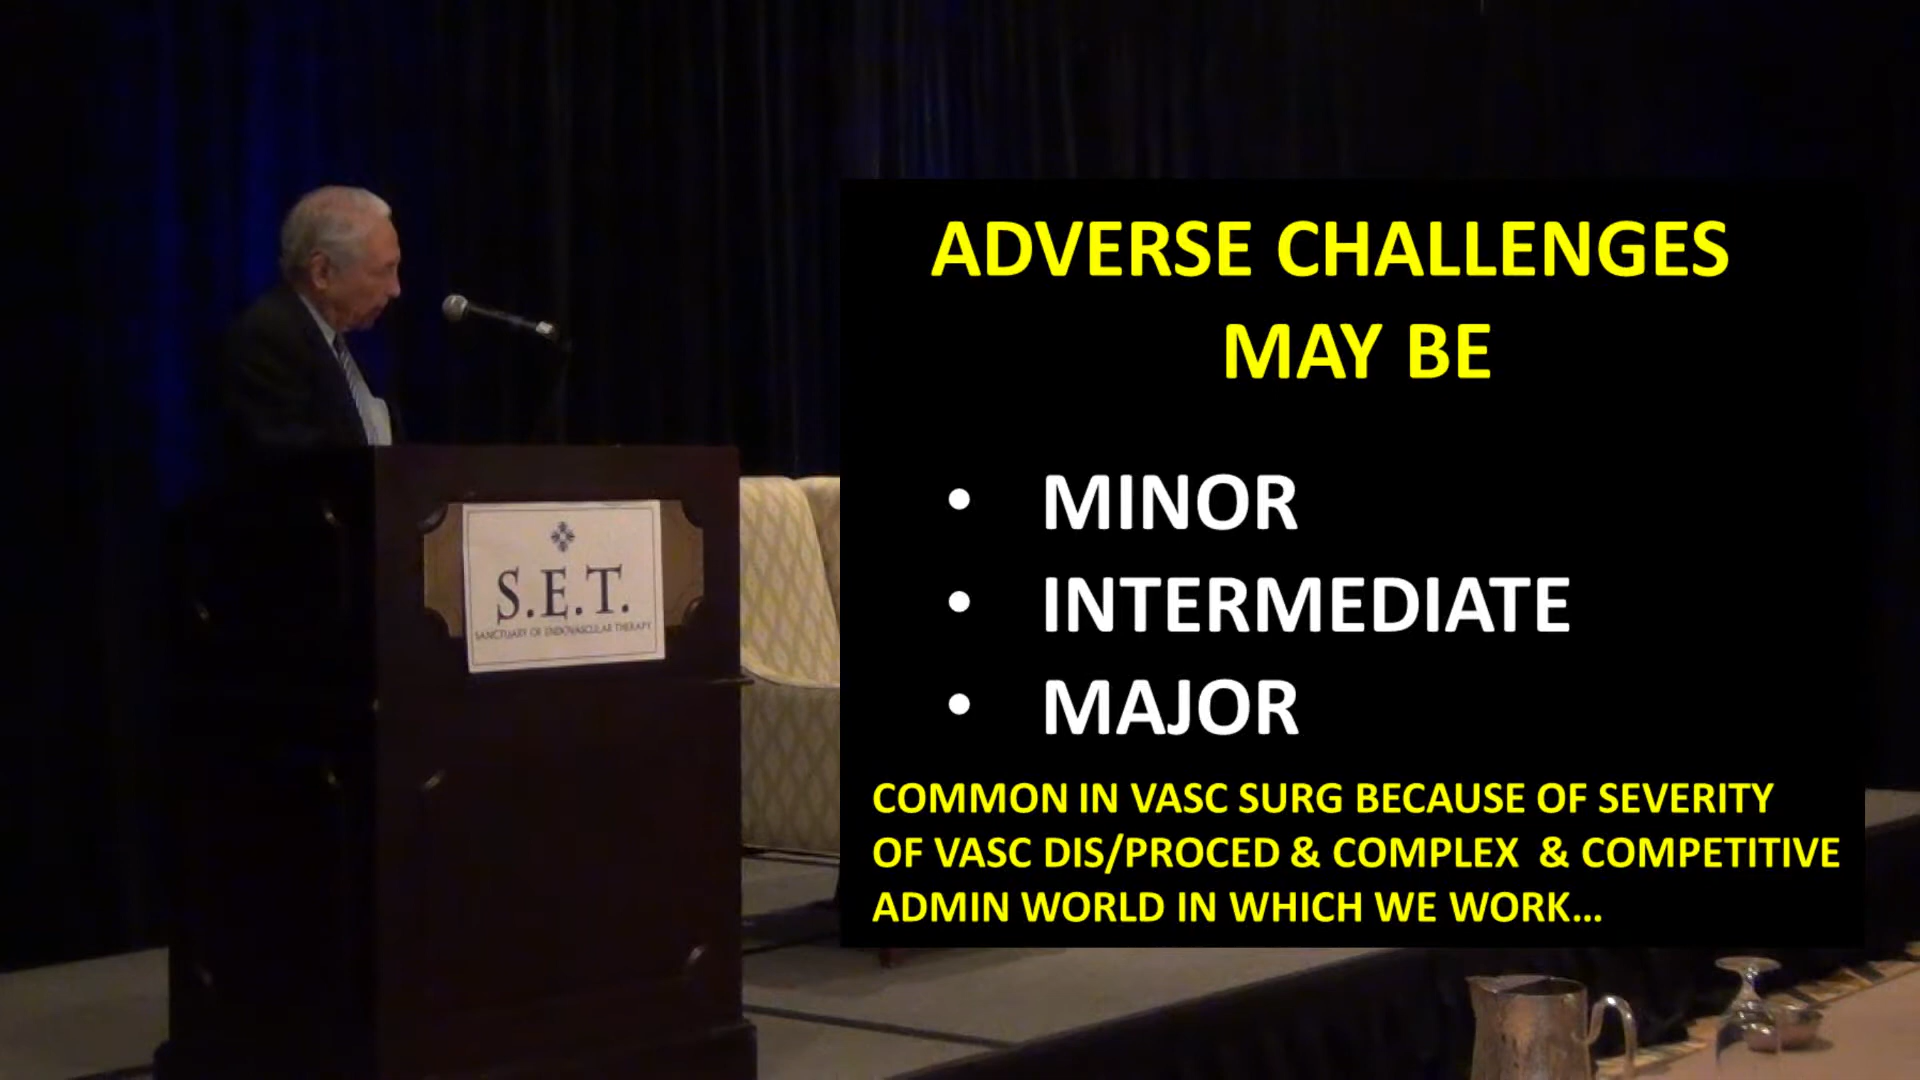 S.E.T.
SANCTUARY OF ENDOVASCULAR THERAPY
ADVERSE CHALLENGES
MAY BE
• MINOR
• INTERMEDIATE
• MAJOR
COMMON IN VASC SURG BECAUSE OF SEVERITY
OF VASC DIS/PROCED & COMPLEX & COMPETITIVE
ADMIN WORLD IN WHICH WE WORK...